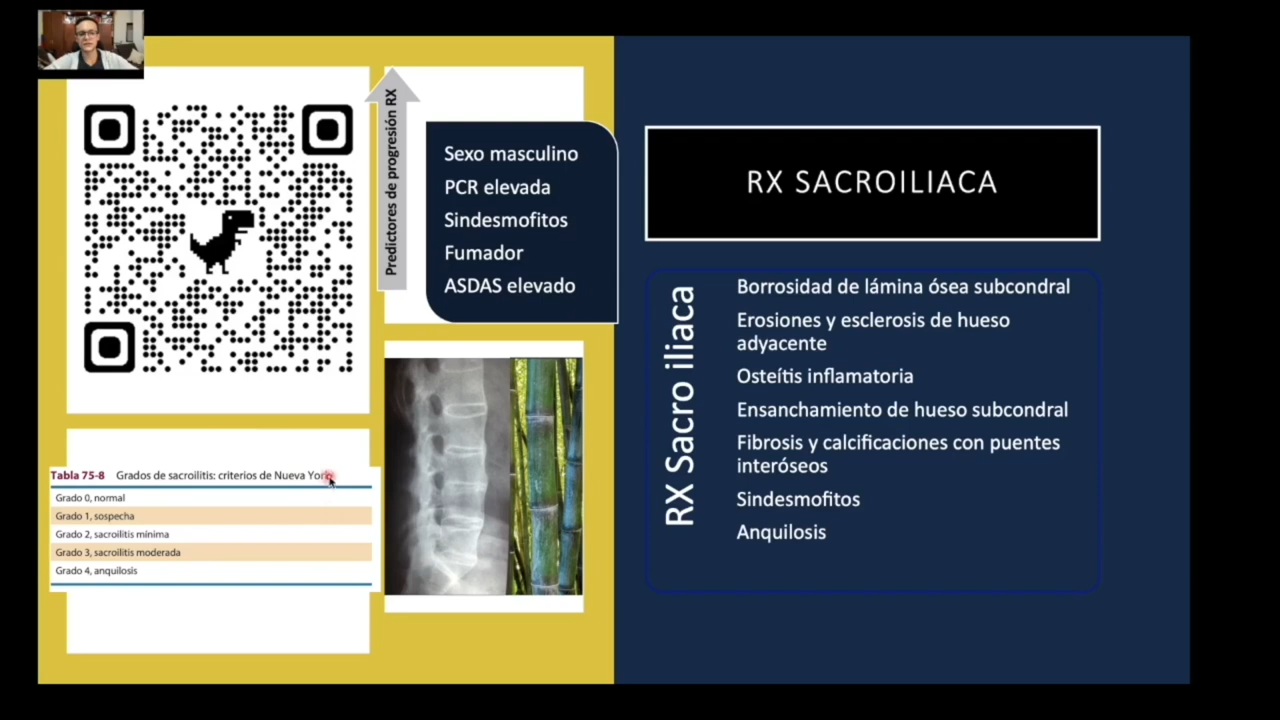 Predictores de progresión RX
Sexo masculino
PCR elevada
Sindesmofitos
Fumador
ASDAS elevado
Tabla 75-8 Grados de sacroilitis: criterios de Nueva York
Grado 0, normal
Grado 1, sospecha
Grado 2, sacroilitis mínima
Grado 3, sacroilitis moderada
Grado 4, anquilosis
RX SACROILIACA
RX Sacro iliaca
Borrosidad de lámina ósea subcondral
Erosiones y esclerosis de hueso
adyacente
Osteítis inflamatoria
Ensanchamiento de hueso subcondral
Fibrosis y calcificaciones con puentes
interóseos
Sindesmofitos
Anquilosis